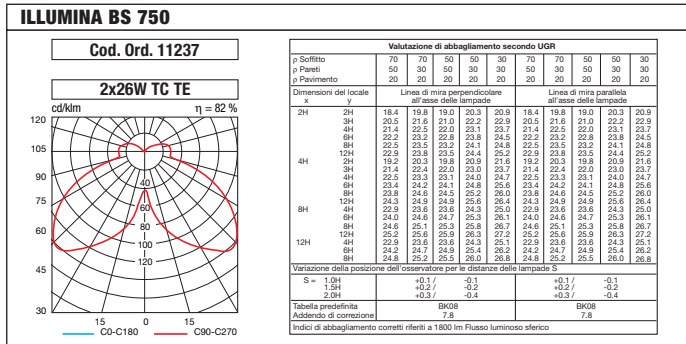 ILLUMINA BS 750
Cod. Ord. 11237
2x26W TC TE
cd/klm η = 82 %
120
105
90
75
60
45
30
40
60
80
100
120
15 0 15 30
C0-C180 C90-C270
Valutazione di abbagliamento secondo UGR
ρ Soffitto 70 70 50 50 30 70 70 50 50 30
ρ Pareti 50 30 50 30 30 50 30 50 30 30
ρ Pavimento 20 20 20 20 20 20 20 20 20 20
Dimensioni del locale Linea di mira perpendicolare Linea di mira parallela
x y all'asse delle lampade all'asse delle lampade
2H 2H 18.4 19.8 19.0 20.3 20.9 18.4 19.8 19.0 20.3 20.9
3H 20.5 21.6 21.0 22.2 22.9 20.5 21.6 21.0 22.2 22.9
4H 21.4 22.5 22.0 23.1 23.7 21.4 22.5 22.0 23.1 23.7
6H 22.2 23.2 22.8 23.8 24.5 22.2 23.2 22.8 23.8 24.5
8H 22.5 23.5 23.2 24.1 24.8 22.5 23.5 23.2 24.1 24.8
12H 22.9 23.8 23.5 24.4 25.2 22.9 23.8 23.5 24.4 25.2
4H 2H 19.2 20.3 19.8 20.9 21.6 19.2 20.3 19.8 20.9 21.6
3H 21.4 22.4 22.0 23.0 23.7 21.4 22.4 22.0 23.0 23.7
4H 22.5 23.3 23.1 24.0 24.7 22.5 23.3 23.1 24.0 24.7
6H 23.4 24.2 24.1 24.8 25.6 23.4 24.2 24.1 24.8 25.6
8H 23.8 24.6 24.5 25.2 26.0 23.8 24.6 24.5 25.2 26.0
12H 24.3 24.9 24.9 25.6 26.4 24.3 24.9 24.9 25.6 26.4
8H 4H 22.9 23.6 23.6 24.3 25.0 22.9 23.6 23.6 24.3 25.0
6H 24.0 24.6 24.7 25.3 26.1 24.0 24.6 24.7 25.3 26.1
8H 24.6 25.1 25.3 25.8 26.7 24.6 25.1 25.3 25.8 26.7
12H 25.2 25.6 25.9 26.3 27.2 25.2 25.6 25.9 26.3 27.2
12H 4H 22.9 23.6 23.6 24.3 25.1 22.9 23.6 23.6 24.3 25.1
6H 24.2 24.7 24.9 25.4 26.2 24.2 24.7 24.9 25.4 26.2
8H 24.8 25.2 25.5 26.0 26.8 24.8 25.2 25.5 26.0 26.8
Variazione della posizione dell'osservatore per le distanze delle lampade S
S = 1.0H +0.1 / -0.1 +0.1 / -0.1
1.5H +0.2 / -0.2 +0.2 / -0.2
2.0H +0.3 / -0.4 +0.3 / -0.4
Tabella predefinita BK08 BK08
Addendo di correzione 7.8 7.8
Indici di abbagliamento corretti riferiti a 1800 lm Flusso luminoso sferico